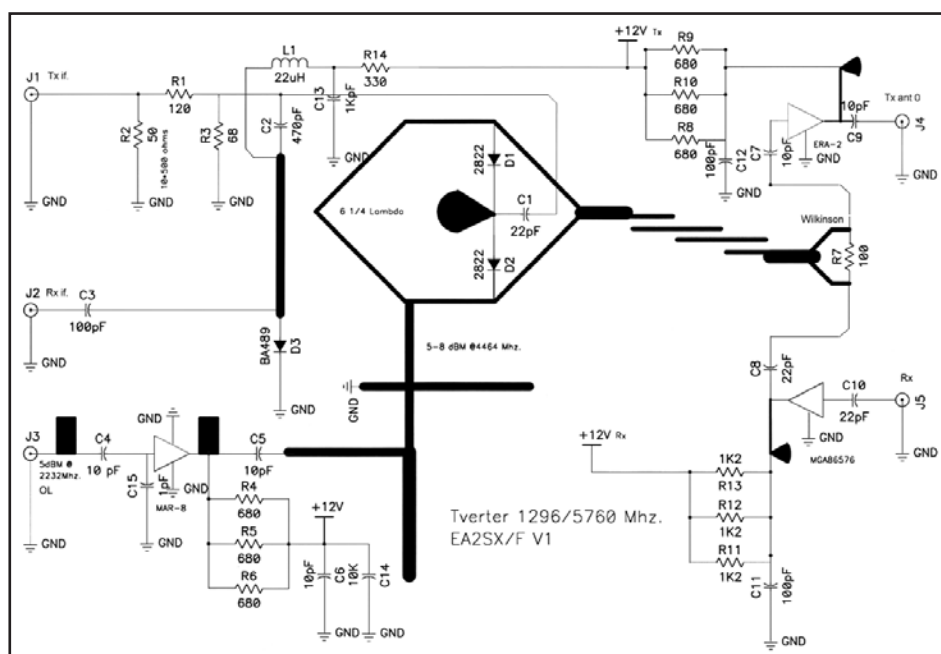 J1 Tx if.
R1
120
R2
50
10*500 ohms
R3
68
GND
GND
GND
L1
22uH
C2
470pF
C13
1KpF
GND
R14
330
+12V Tx
R9
680
R10
680
R8
680
100pF
C12
GND
10pF
C9
Tx ant 0
J4
GND
ERA-2
GND
C7
10pF
6 1/4 Lambda
2822
D1
C1
22pF
2822
D2
Wilkinson
R7
100
J2 Rx if.
C3
100pF
GND
BA489
D3
GND
5-8 dBM @4464 Mhz.
GND
C8
22pF
C10
22pF
Rx
J5
GND
GND
MGA86576
J3
5dBM @
2232Mhz.
OL
GND
C4
10 pF
C15
1pF
GND
GND
GND
MAR-8
C5
10pF
R4
680
R5
680
R6
680
+12V
10pF
C6
10K
C14
GND
GND
+12V Rx
1K2
R13
1K2
R12
1K2
R11
C11
100pF
GND
Tverter 1296/5760 Mhz.
EA2SX/F V1